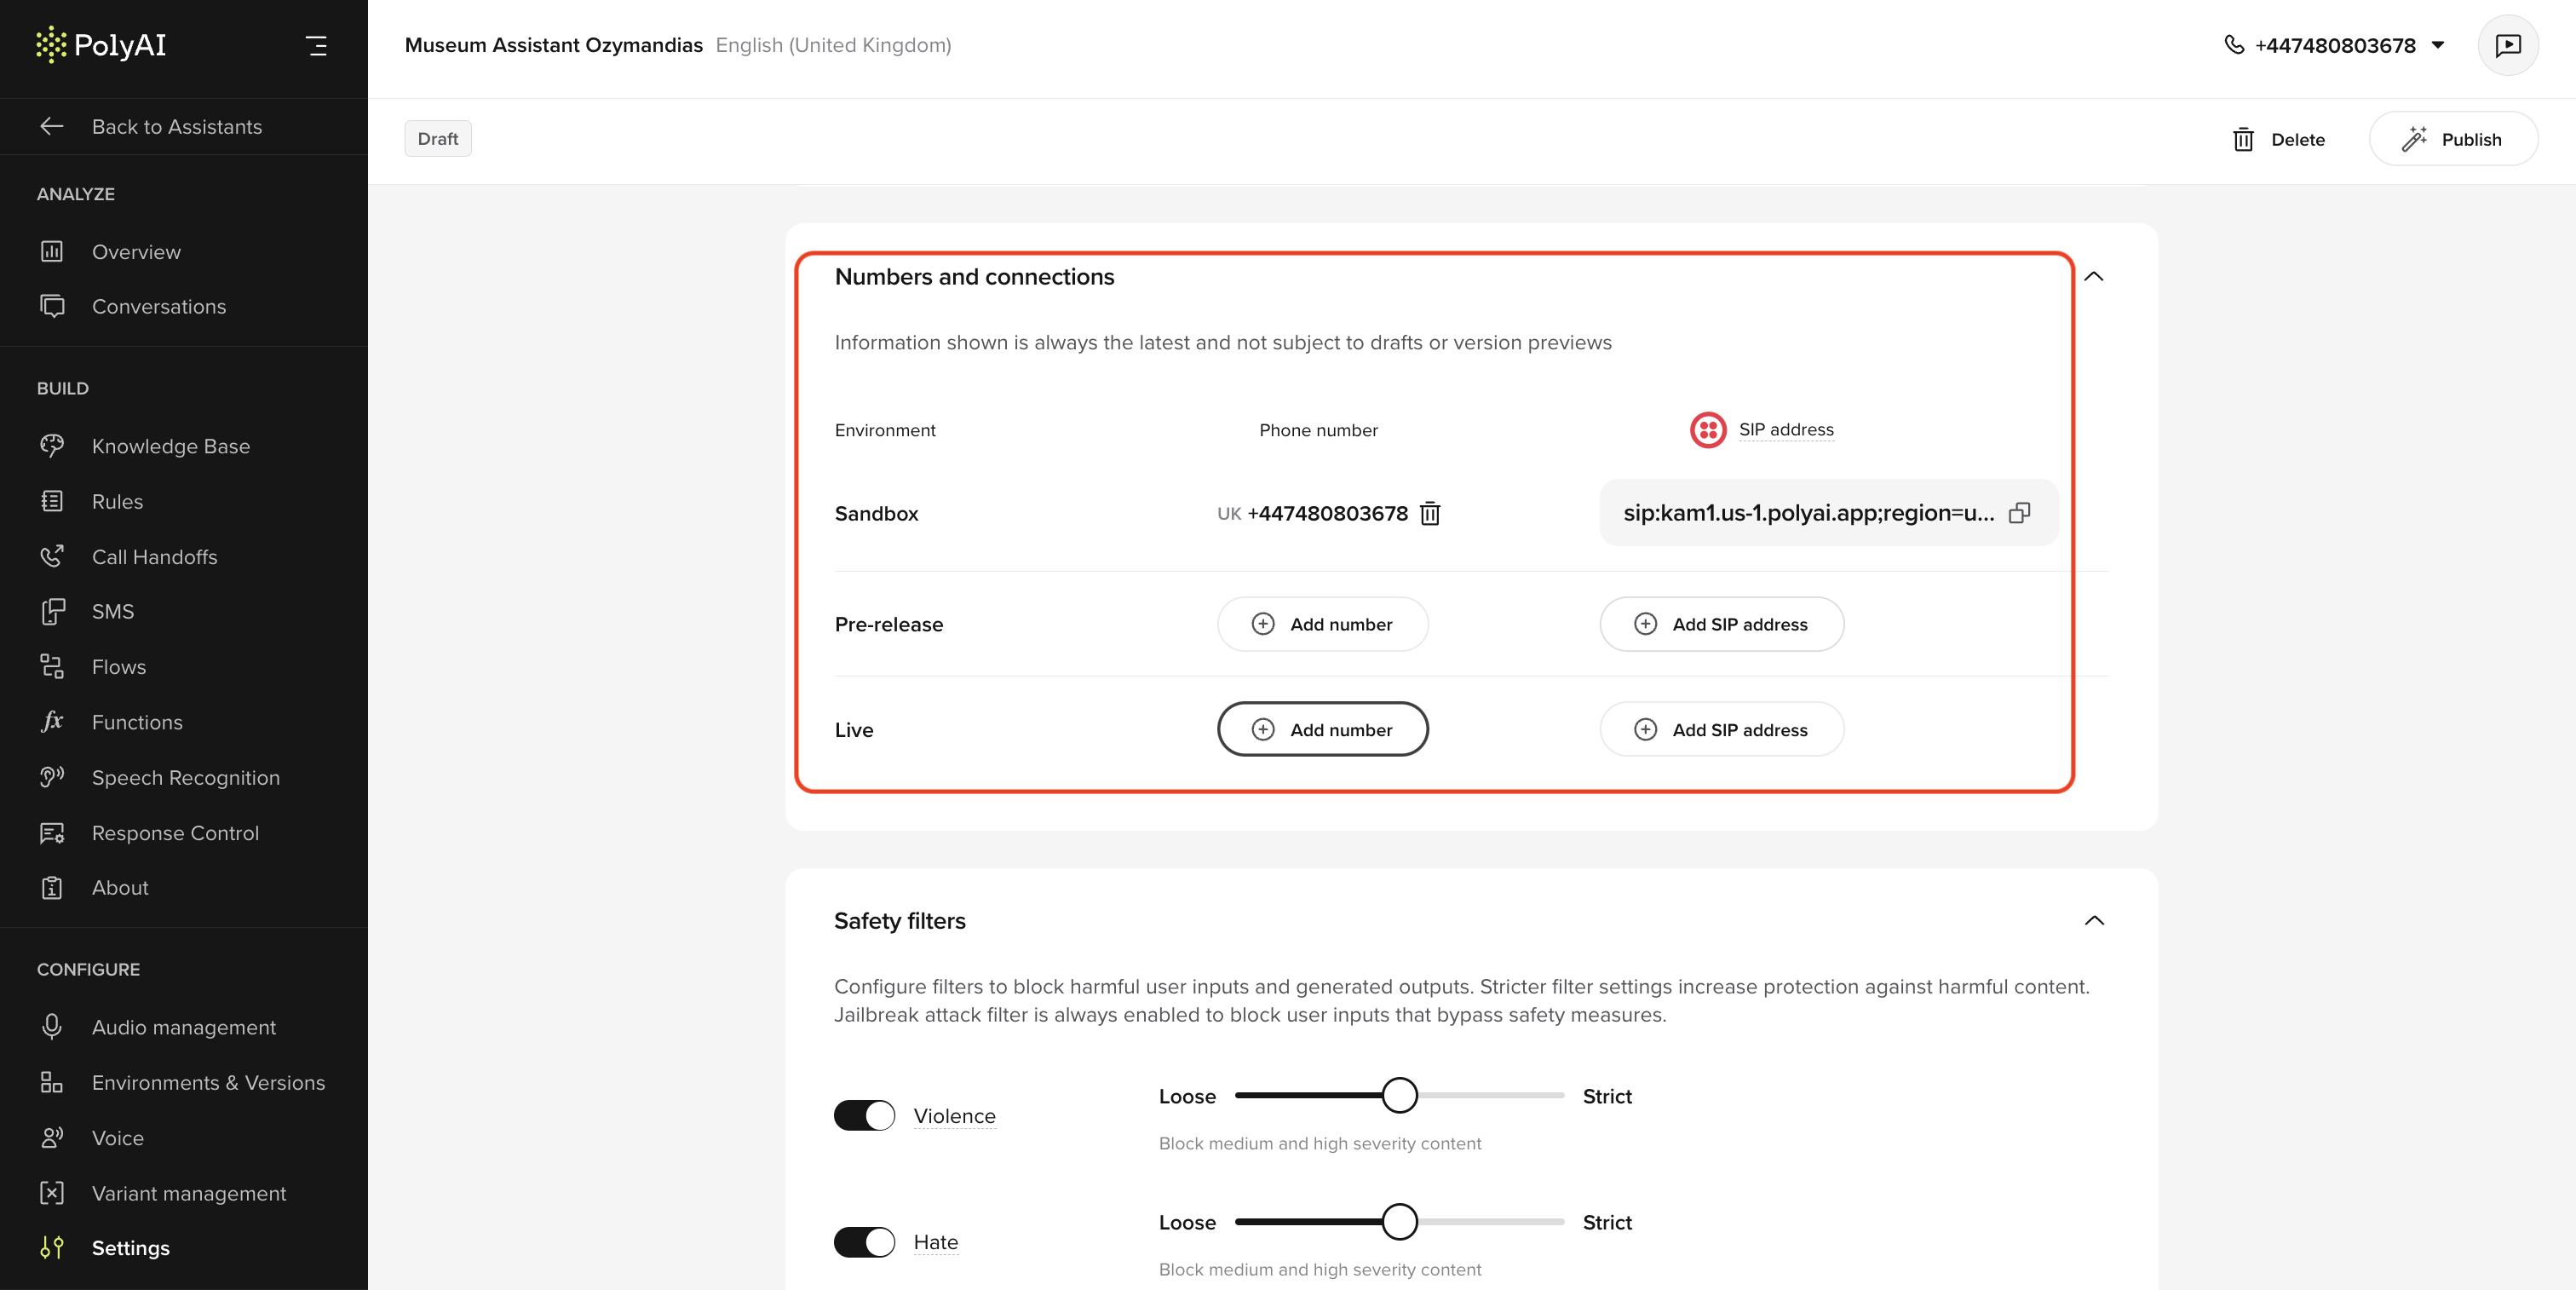 PolyAI
Museum Assistant Ozymandias English (United Kingdom)
+447480803678
Back to Assistants
Draft
Delete
Publish
ANALYZE
Overview
Conversations
BUILD
Knowledge Base
Rules
Call Handoffs
SMS
Flows
Functions
Speech Recognition
Response Control
About
CONFIGURE
Audio management
Environments & Versions
Voice
Variant management
Settings
Numbers and connections
Information shown is always the latest and not subject to drafts or version previews
Environment Phone number SIP address
Sandbox UK +447480803678 sip:kam1.us-1.polyai.app;region=u...
Pre-release Add number Add SIP address
Live Add number Add SIP address
Safety filters
Configure filters to block harmful user inputs and generated outputs. Stricter filter settings increase protection against harmful content.
Jailbreak attack filter is always enabled to block user inputs that bypass safety measures.
Violence Loose Strict
Block medium and high severity content
Hate Loose Strict
Block medium and high severity content